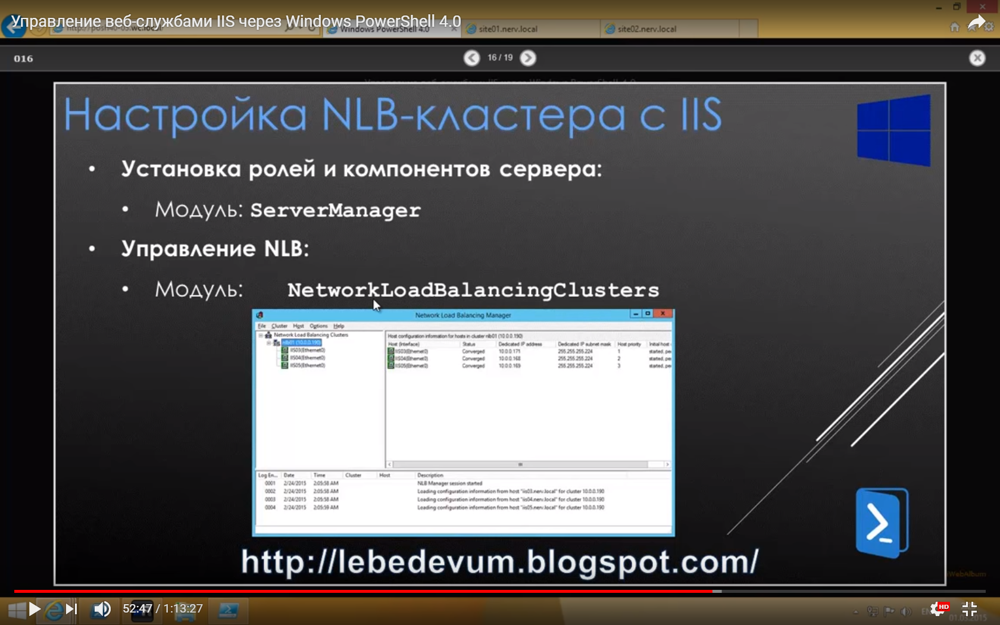 Управление веб-службами IIS через Windows PowerShell 4.0
Windows PowerShell 4.0
site01.nerv.local
site02.nerv.local
016
16 / 19
Настройка NLB-кластера с IIS
• Установка ролей и компонентов сервера:
• Модуль: ServerManager
• Управление NLB:
• Модуль: NetworkLoadBalancingClusters
Network Load Balancing Manager
File Cluster Host Options Help
Network Load Balancing Clusters
nlb01 (10.0.0.190)
IIS03(Ethernet0)
IIS04(Ethernet0)
IIS05(Ethernet0)
Host configuration information for hosts in cluster nlb01 (10.0.0.190)
Host (Interface) Status Dedicated IP address Dedicated IP subnet mask Host priority Initial host
IIS03(Ethernet0) Converged 10.0.0.171 255.255.255.224 1 started, pe
IIS04(Ethernet0) Converged 10.0.0.168 255.255.255.224 2 started, pe
IIS05(Ethernet0) Converged 10.0.0.169 255.255.255.224 3 started, pe
Log En... Date Time Cluster Host Description
0001 2/24/2015 2:05:58 AM NLB Manager session started
0002 2/24/2015 2:05:58 AM Loading configuration information from host "iis03.nerv.local" for cluster 10.0.0.190
0003 2/24/2015 2:05:58 AM Loading configuration information from host "iis04.nerv.local" for cluster 10.0.0.190
0004 2/24/2015 2:05:59 AM Loading configuration information from host "iis05.nerv.local" for cluster 10.0.0.190
http://lebedevum.blogspot.com/
WebAlbum
52:47 / 1:13:27
HD
01.03.2015